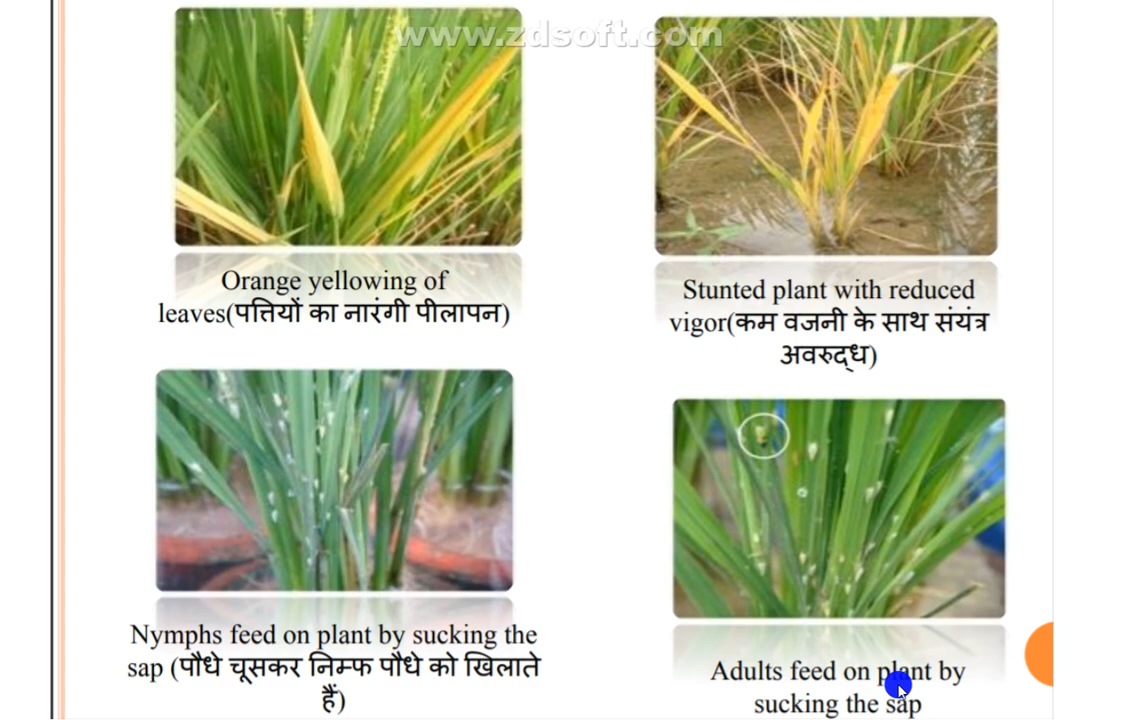 www.zdsoft.com
Orange yellowing of
leaves(पत्तियों का नारंगी पीलापन)
Stunted plant with reduced
vigor(कम वजनी के साथ संयंत्र
अवरुद्ध)
Nymphs feed on plant by sucking the
sap (पौधे चूसकर निम्फ पौधे को खिलाते
हैं)
Adults feed on plant by
sucking the sap